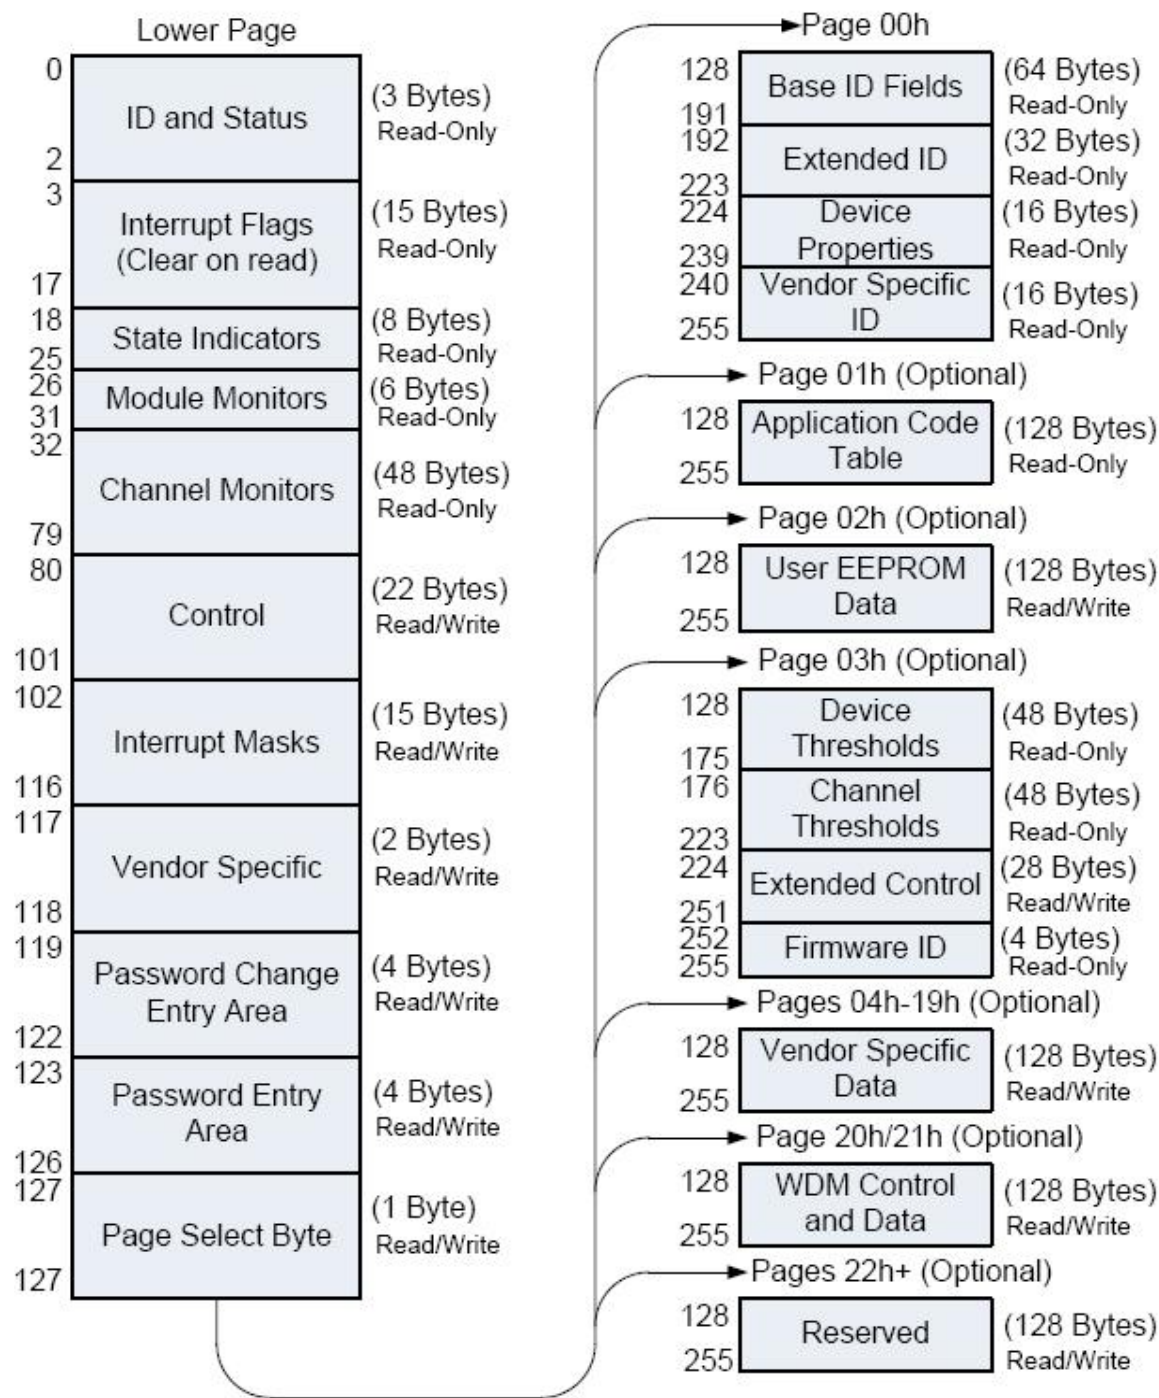 Lower Page
0
ID and Status
2
(3 Bytes)
Read-Only
3
Interrupt Flags
(Clear on read)
17
(15 Bytes)
Read-Only
18
State Indicators
25
(8 Bytes)
Read-Only
26
Module Monitors
31
(6 Bytes)
Read-Only
32
Channel Monitors
79
(48 Bytes)
Read-Only
80
Control
101
(22 Bytes)
Read/Write
102
Interrupt Masks
116
(15 Bytes)
Read/Write
117
Vendor Specific
118
(2 Bytes)
Read/Write
119
Password Change
Entry Area
122
(4 Bytes)
Read/Write
123
Password Entry
Area
126
(4 Bytes)
Read/Write
127
Page Select Byte
127
(1 Byte)
Read/Write
Page 00h
128
Base ID Fields
191
(64 Bytes)
Read-Only
192
Extended ID
223
(32 Bytes)
Read-Only
224
Device
Properties
239
(16 Bytes)
Read-Only
240
Vendor Specific
ID
255
(16 Bytes)
Read-Only
Page 01h (Optional)
128
Application Code
Table
255
(128 Bytes)
Read-Only
Page 02h (Optional)
128
User EEPROM
Data
255
(128 Bytes)
Read/Write
Page 03h (Optional)
128
Device
Thresholds
175
(48 Bytes)
Read-Only
176
Channel
Thresholds
223
(48 Bytes)
Read-Only
224
Extended Control
251
(28 Bytes)
Read/Write
252
Firmware ID
255
(4 Bytes)
Read-Only
Pages 04h-19h (Optional)
128
Vendor Specific
Data
255
(128 Bytes)
Read/Write
Page 20h/21h (Optional)
128
WDM Control
and Data
255
(128 Bytes)
Read/Write
Pages 22h+ (Optional)
128
Reserved
255
(128 Bytes)
Read/Write